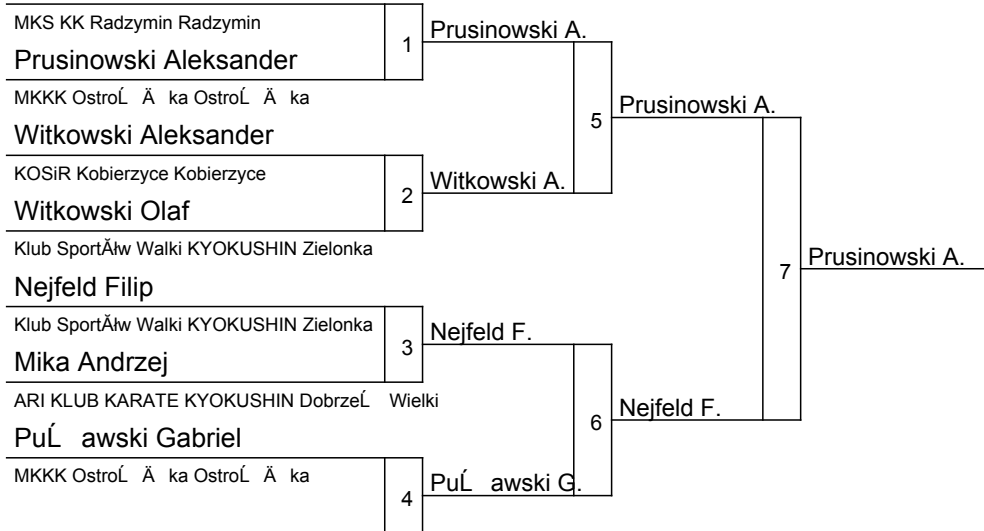 MKS KK Radzymin Radzymin
Prusinowski Aleksander
MKKK OstroĹ Ä ka OstroĹ Ä ka
Witkowski Aleksander
KOSiR Kobierzyce Kobierzyce
Witkowski Olaf
Klub SportĂłw Walki KYOKUSHIN Zielonka
Nejfeld Filip
Klub SportĂłw Walki KYOKUSHIN Zielonka
Mika Andrzej
ARI KLUB KARATE KYOKUSHIN DobrzeĹ Wielki
PuĹ awski Gabriel
MKKK OstroĹ Ä ka OstroĹ Ä ka
1
2
3
4
Prusinowski A.
Witkowski A.
Nejfeld F.
PuĹ awski G.
5
6
Prusinowski A.
Nejfeld F.
7
Prusinowski A.